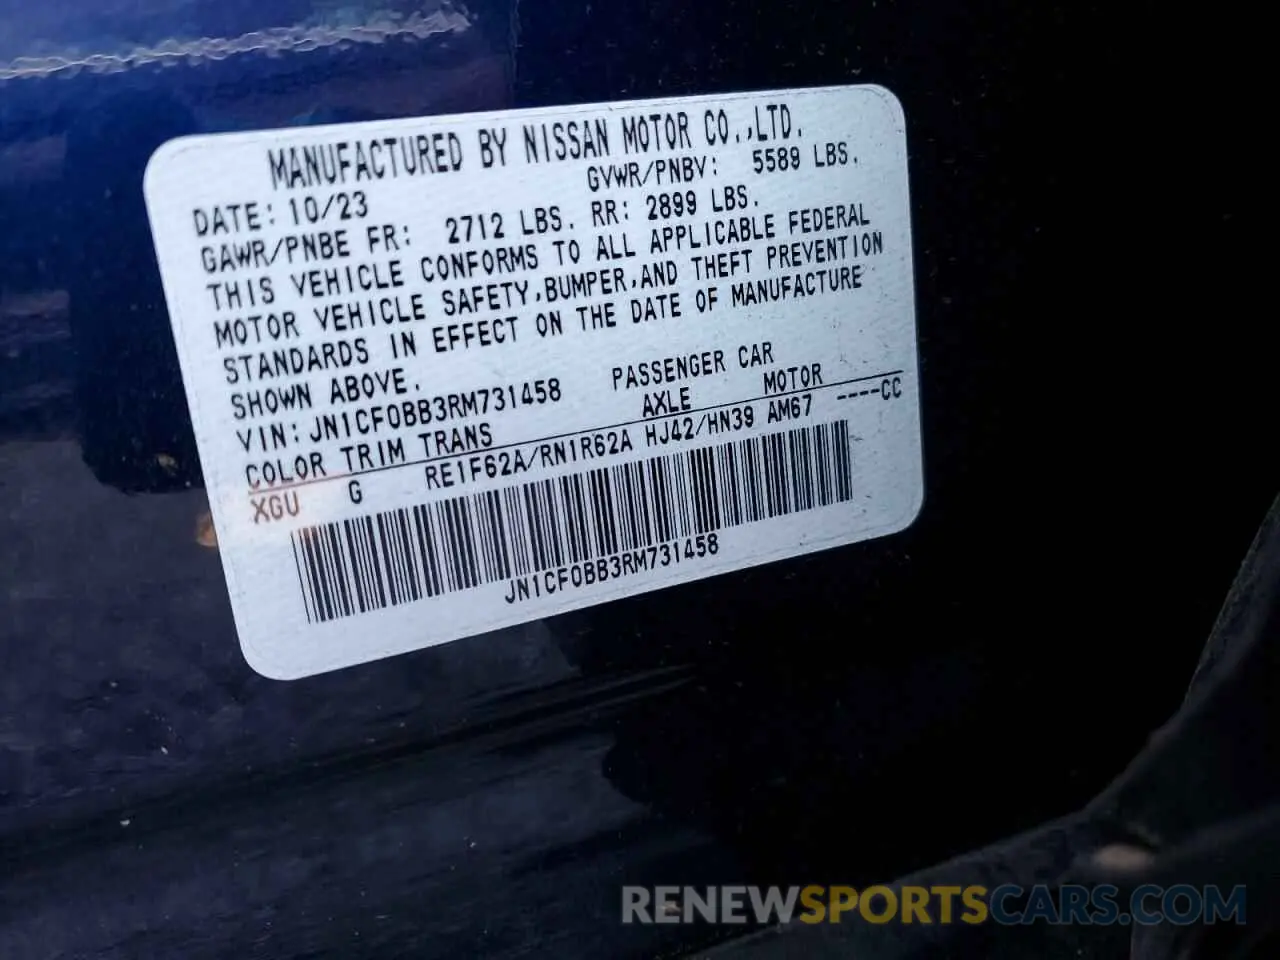 MANUFACTURED BY NISSAN MOTOR CO.,LTD.
DATE: 10/23 GVWR/PNBV: 5589 LBS.
GAWR/PNBE FR: 2712 LBS. RR: 2899 LBS.
THIS VEHICLE CONFORMS TO ALL APPLICABLE FEDERAL
MOTOR VEHICLE SAFETY,BUMPER,AND THEFT PREVENTION
STANDARDS IN EFFECT ON THE DATE OF MANUFACTURE
SHOWN ABOVE.
VIN: JN1CF0BB3RM731458 PASSENGER CAR
COLOR TRIM TRANS AXLE MOTOR
XGU G RE1F62A/RN1R62A HJ42/HN39 AM67 ----CC
JN1CF0BB3RM731458
RENEWSPORTSCARS.COM